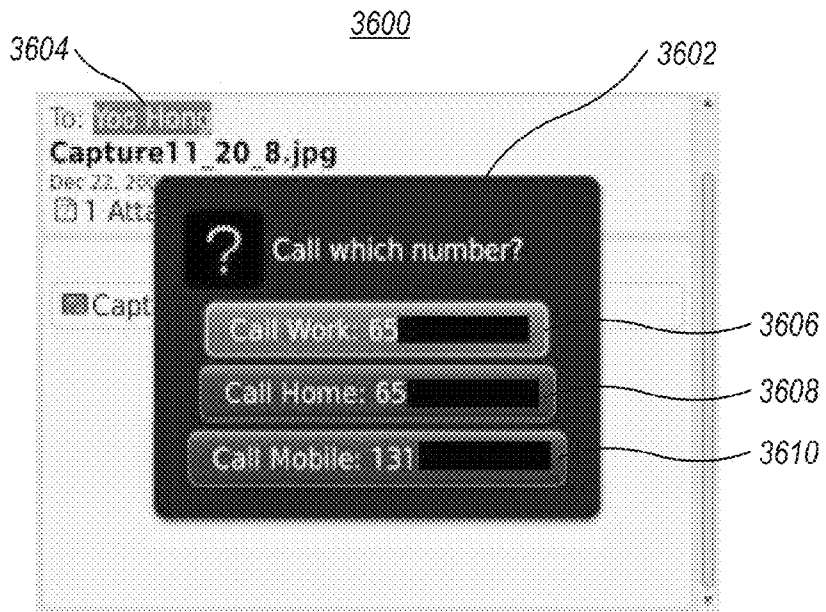 3600
3604
3602
To:
Capture11_20_8.jpg
Dec 22, 200
1 Atta
Call which number?
Capt
Call Work: 65
3606
Call Home: 65
3608
Call Mobile: 131
3610